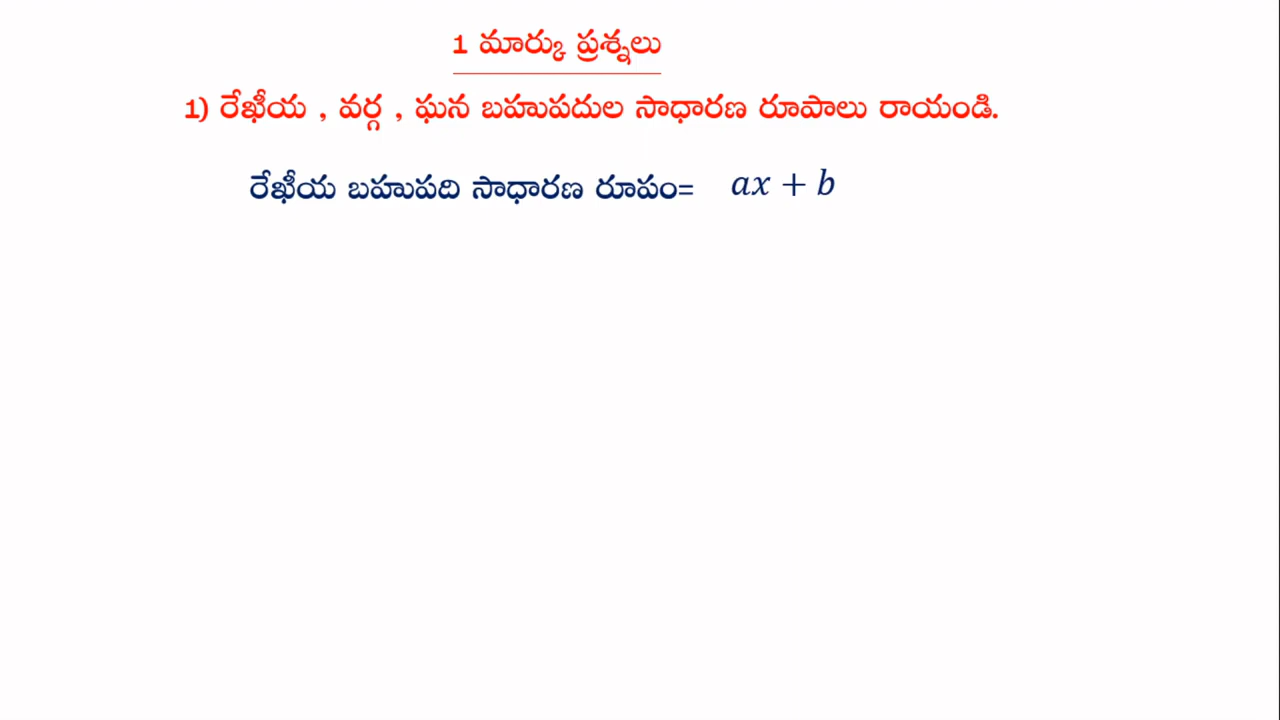 1 మార్కు ప్రశ్నలు
1) రేఖీయ , వర్గ , ఘన బహుపదుల సాధారణ రూపాలు రాయండి.
రేఖీయ బహుపది సాధారణ రూపం= ax + b